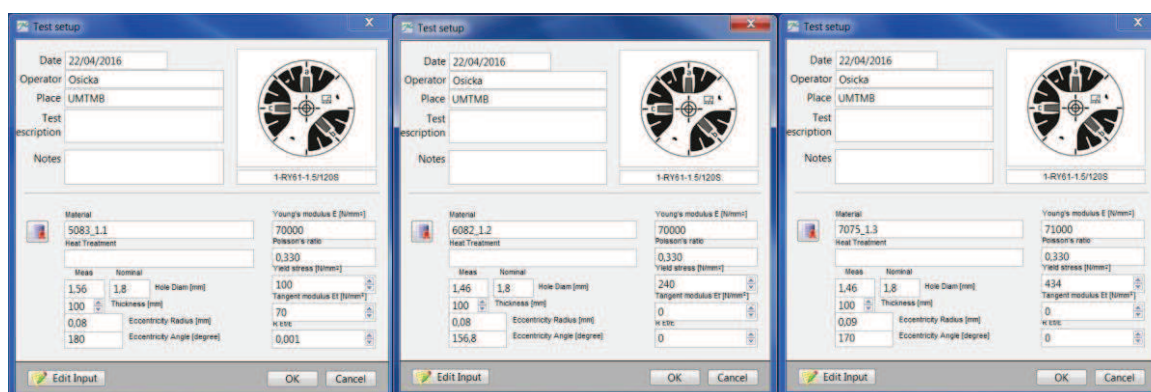 Test setup
X
Date 22/04/2016
Operator Osicka
Place UMTMB
Test
escription
Notes
a
c
b
1-RY61-1.5/120S
Material
5083_1.1
Heat Treatment
Young's modulus E [N/mm²]
70000
Poisson's ratio
0,330
Yield stress [N/mm²]
100
Tangent modulus Et [N/mm²]
70
0,001
Meas Nominal
1,56 1,8 Hole Diam [mm]
100 Thickness [mm]
0,08 Eccentricity Radius [mm]
180 Eccentricity Angle [degree]
Edit Input OK Cancel
Test setup
X
Date 22/04/2016
Operator Osicka
Place UMTMB
Test
escription
Notes
a
c
b
1-RY61-1.5/120S
Material
6082_1.2
Heat Treatment
Young's modulus E [N/mm²]
70000
Poisson's ratio
0,330
Yield stress [N/mm²]
240
Tangent modulus Et [N/mm²]
0
0
Meas Nominal
1,46 1,8 Hole Diam [mm]
100 Thickness [mm]
0,08 Eccentricity Radius [mm]
156,8 Eccentricity Angle [degree]
Edit Input OK Cancel
Test setup
X
Date 22/04/2016
Operator Osicka
Place UMTMB
Test
escription
Notes
a
c
b
1-RY61-1.5/120S
Material
7075_1.3
Heat Treatment
Young's modulus E [N/mm²]
71000
Poisson's ratio
0,330
Yield stress [N/mm²]
434
Tangent modulus Et [N/mm²]
0
0
Meas Nominal
1,46 1,8 Hole Diam [mm]
100 Thickness [mm]
0,09 Eccentricity Radius [mm]
170 Eccentricity Angle [degree]
Edit Input OK Cancel